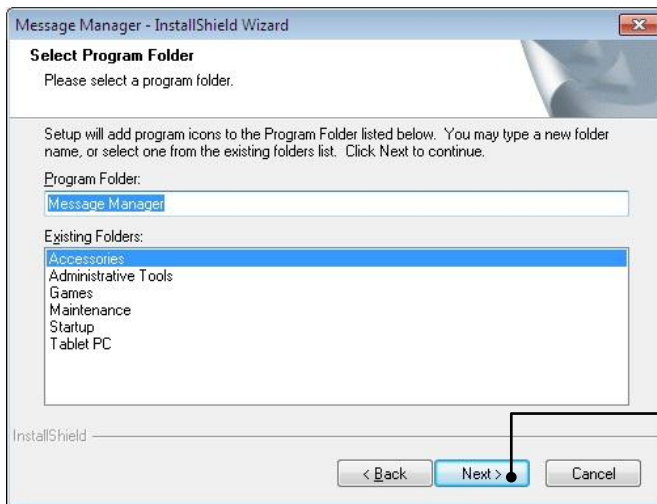 Message Manager - InstallShield Wizard
Select Program Folder
Please select a program folder.
Setup will add program icons to the Program Folder listed below. You may type a new folder
name, or select one from the existing folders list. Click Next to continue.
Program Folder:
Message Manager
Existing Folders:
Accessories
Administrative Tools
Games
Maintenance
Startup
Tablet PC
InstallShield
< Back
Next >
Cancel